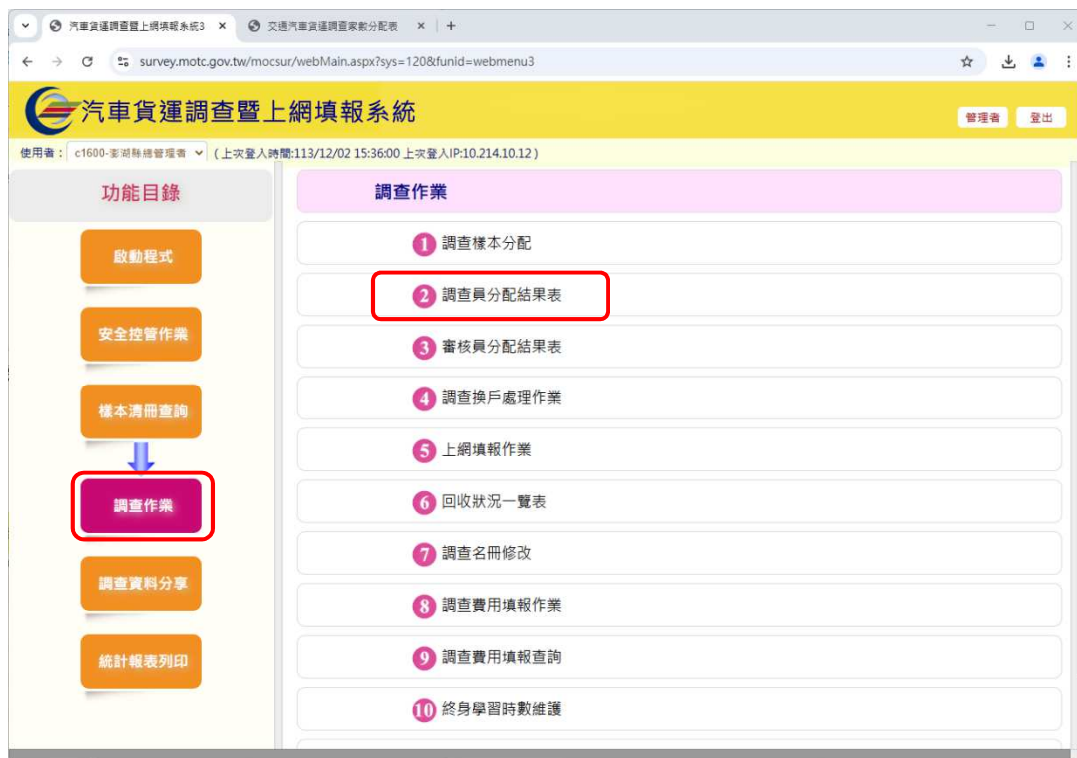 汽車貨運調查暨上網填報系統3
交通汽車貨運調查家數分配表
survey.motc.gov.tw/mocsur/webMain.aspx?sys=120&funid=webmenu3
汽車貨運調查暨上網填報系統
管理者 登出
使用者： c1600-澎湖縣總管理者 (上次登入時間:113/12/02 15:36:00 上次登入IP:10.214.10.12)
功能目錄
啟動程式
安全控管作業
樣本清冊查詢
調查作業
調查資料分享
統計報表列印
調查作業
1 調查樣本分配
2 調查員分配結果表
3 審核員分配結果表
4 調查換戶處理作業
5 上網填報作業
6 回收狀況一覽表
7 調查名冊修改
8 調查費用填報作業
9 調查費用填報查詢
10 終身學習時數維護